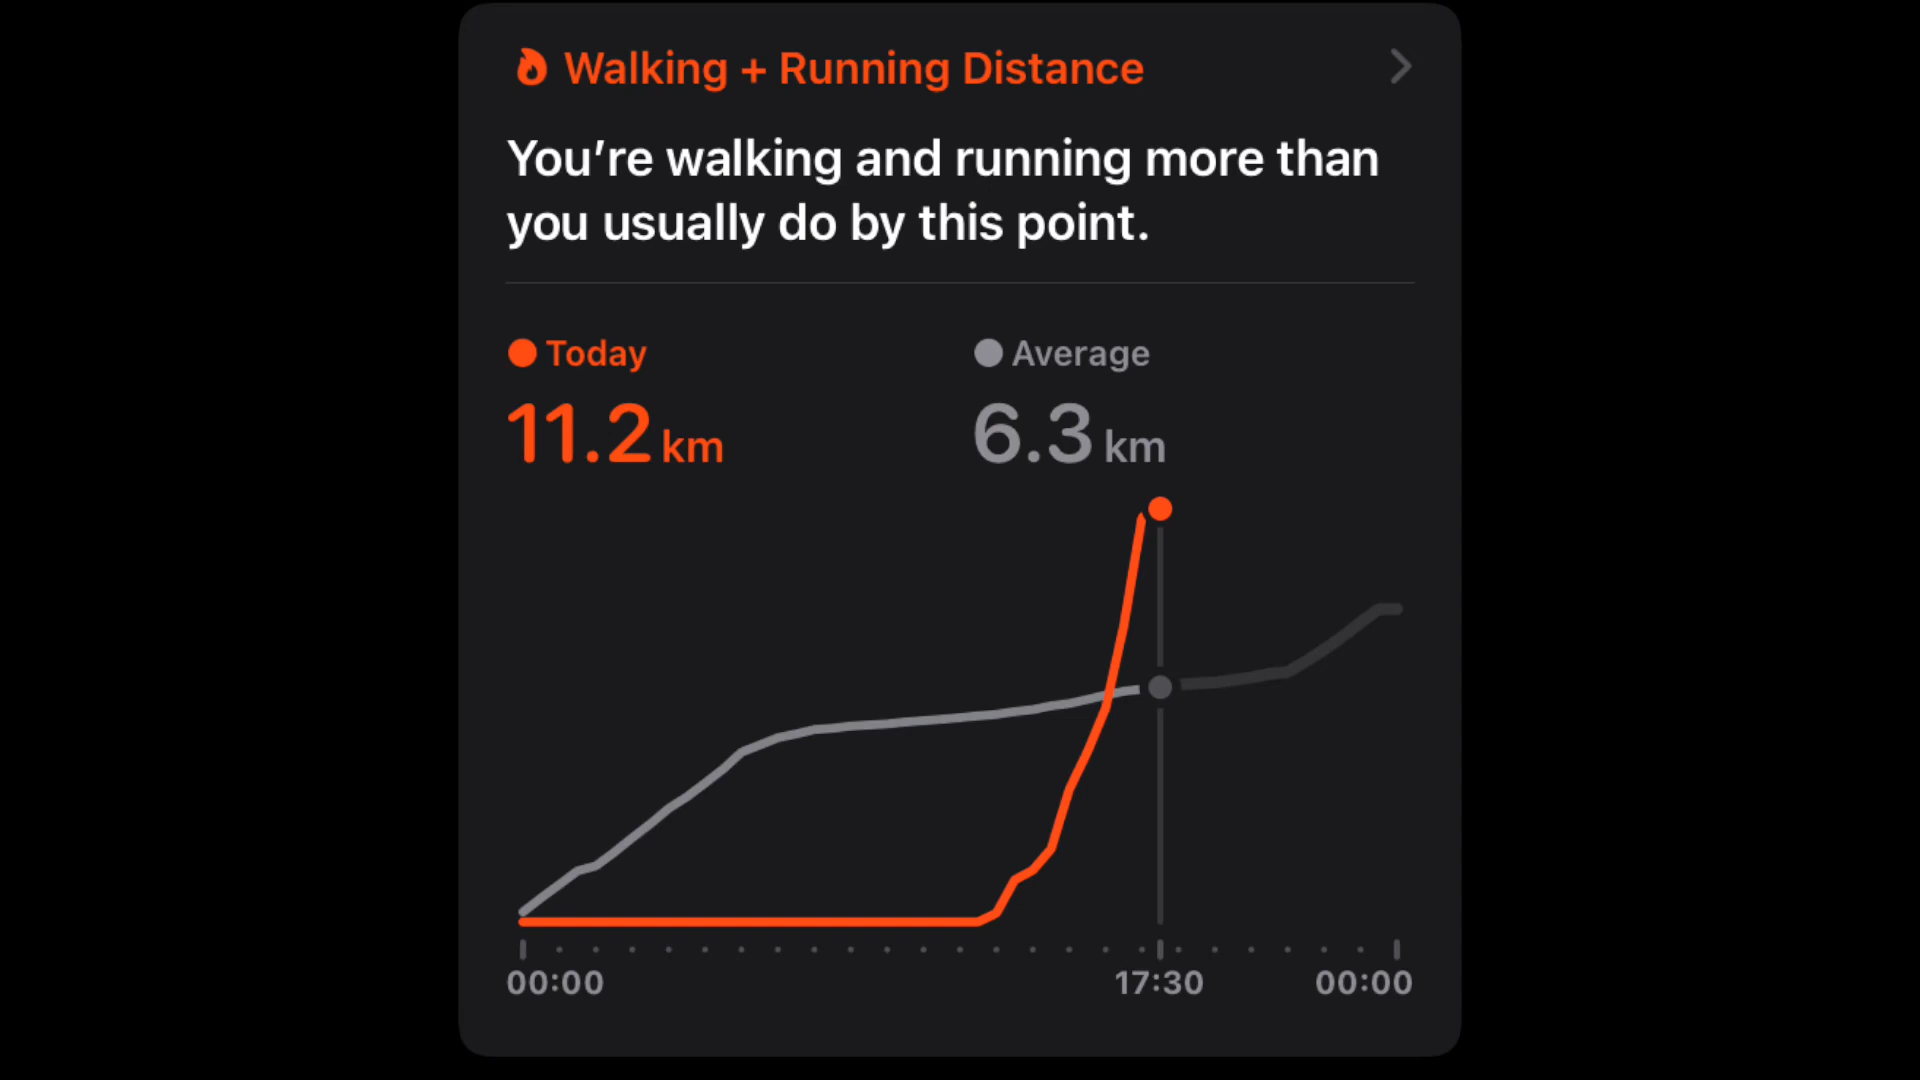 Walking + Running Distance
You’re walking and running more than
you usually do by this point.
Today
Average
11.2 km
6.3 km
00:00
17:30
00:00